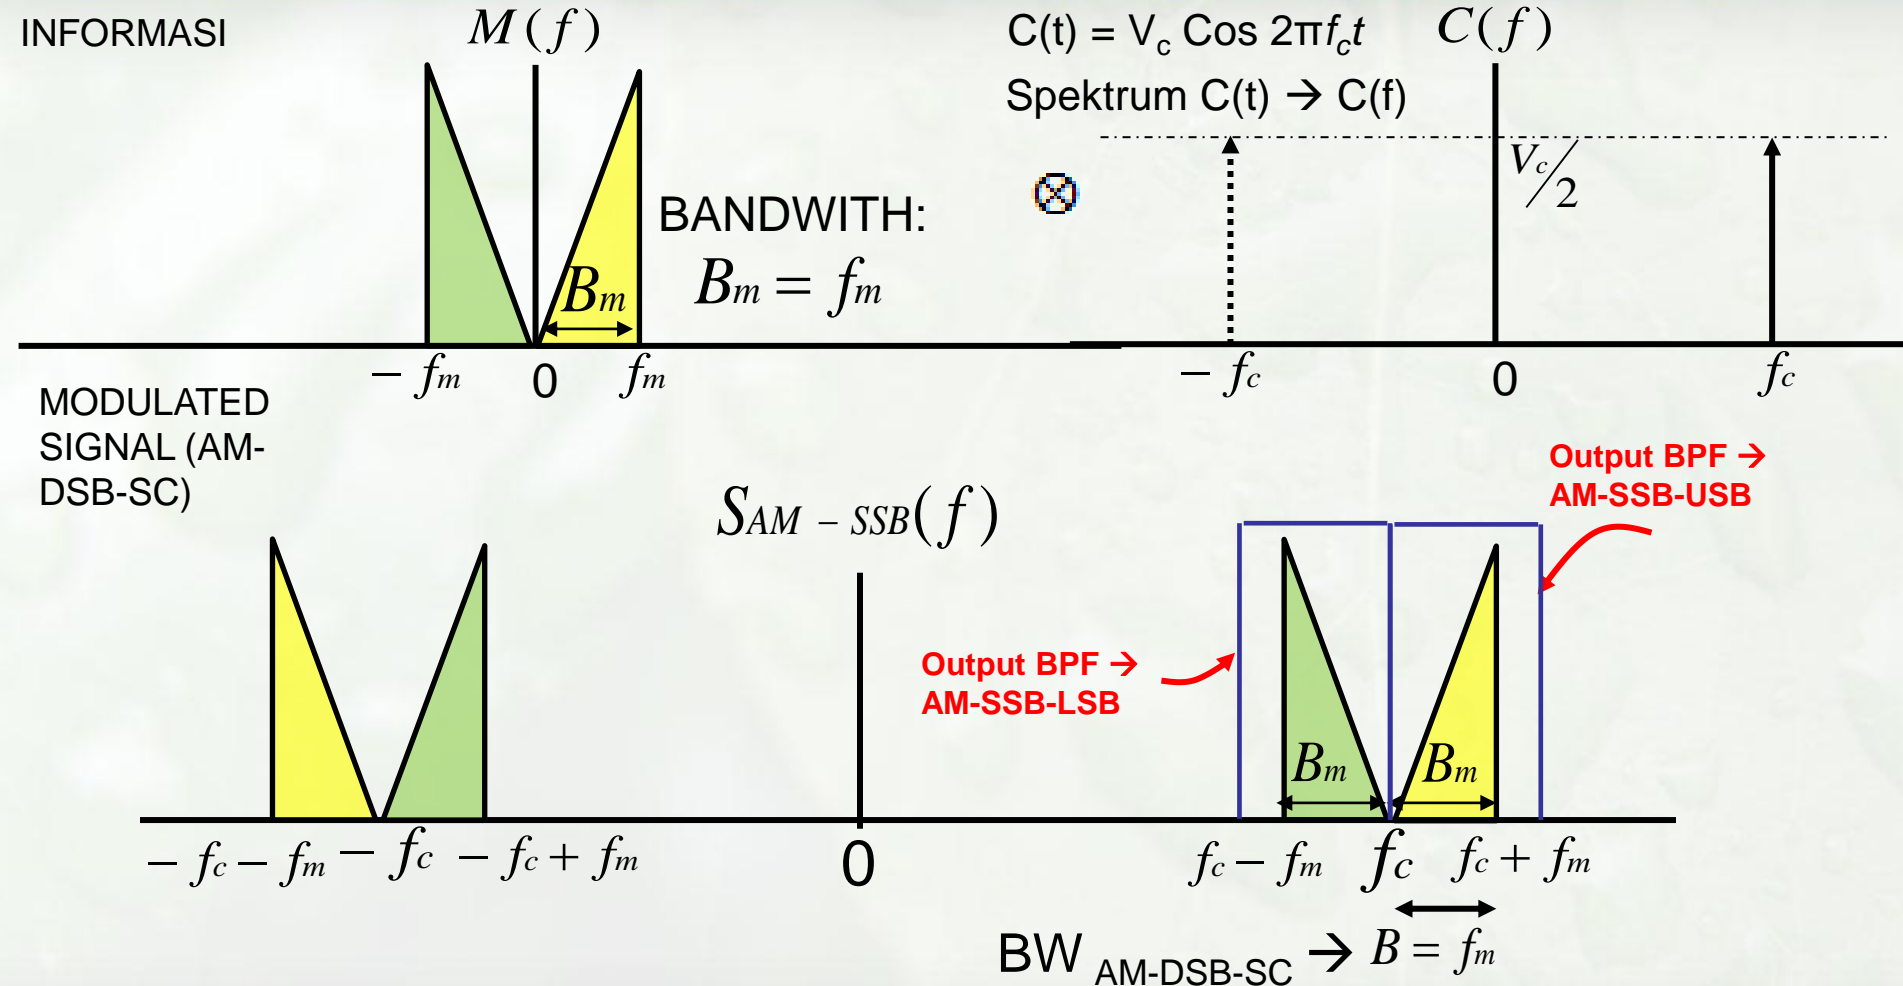 INFORMASI
M(f)
C(t) = Vc Cos 2πfct
C(f)
Spektrum C(t) → C(f)
Vc/2
BANDWITH:
Bm
Bm = fm
− fm
0
fm
− fc
0
fc
MODULATED
SIGNAL (AM-
DSB-SC)
SAM − SSB(f)
Output BPF →
AM-SSB-USB
Output BPF →
AM-SSB-LSB
Bm
Bm
− fc − fm
− fc
− fc + fm
0
fc − fm
fc
fc + fm
BW AM-DSB-SC → B = fm